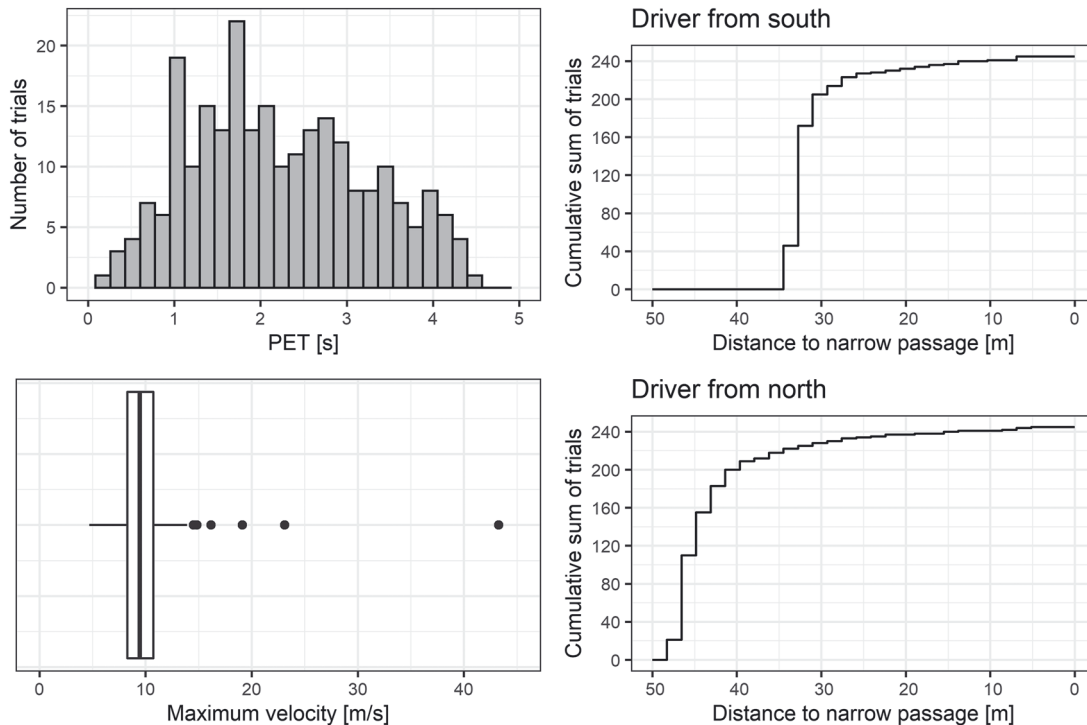 Number of trials
20
15
10
5
0
0 1 2 3 4 5
PET [s]
Driver from south
Cumulative sum of trials
240
200
160
120
80
40
0
50 40 30 20 10 0
Distance to narrow passage [m]
0 10 20 30 40
Maximum velocity [m/s]
Driver from north
Cumulative sum of trials
240
200
160
120
80
40
0
50 40 30 20 10 0
Distance to narrow passage [m]